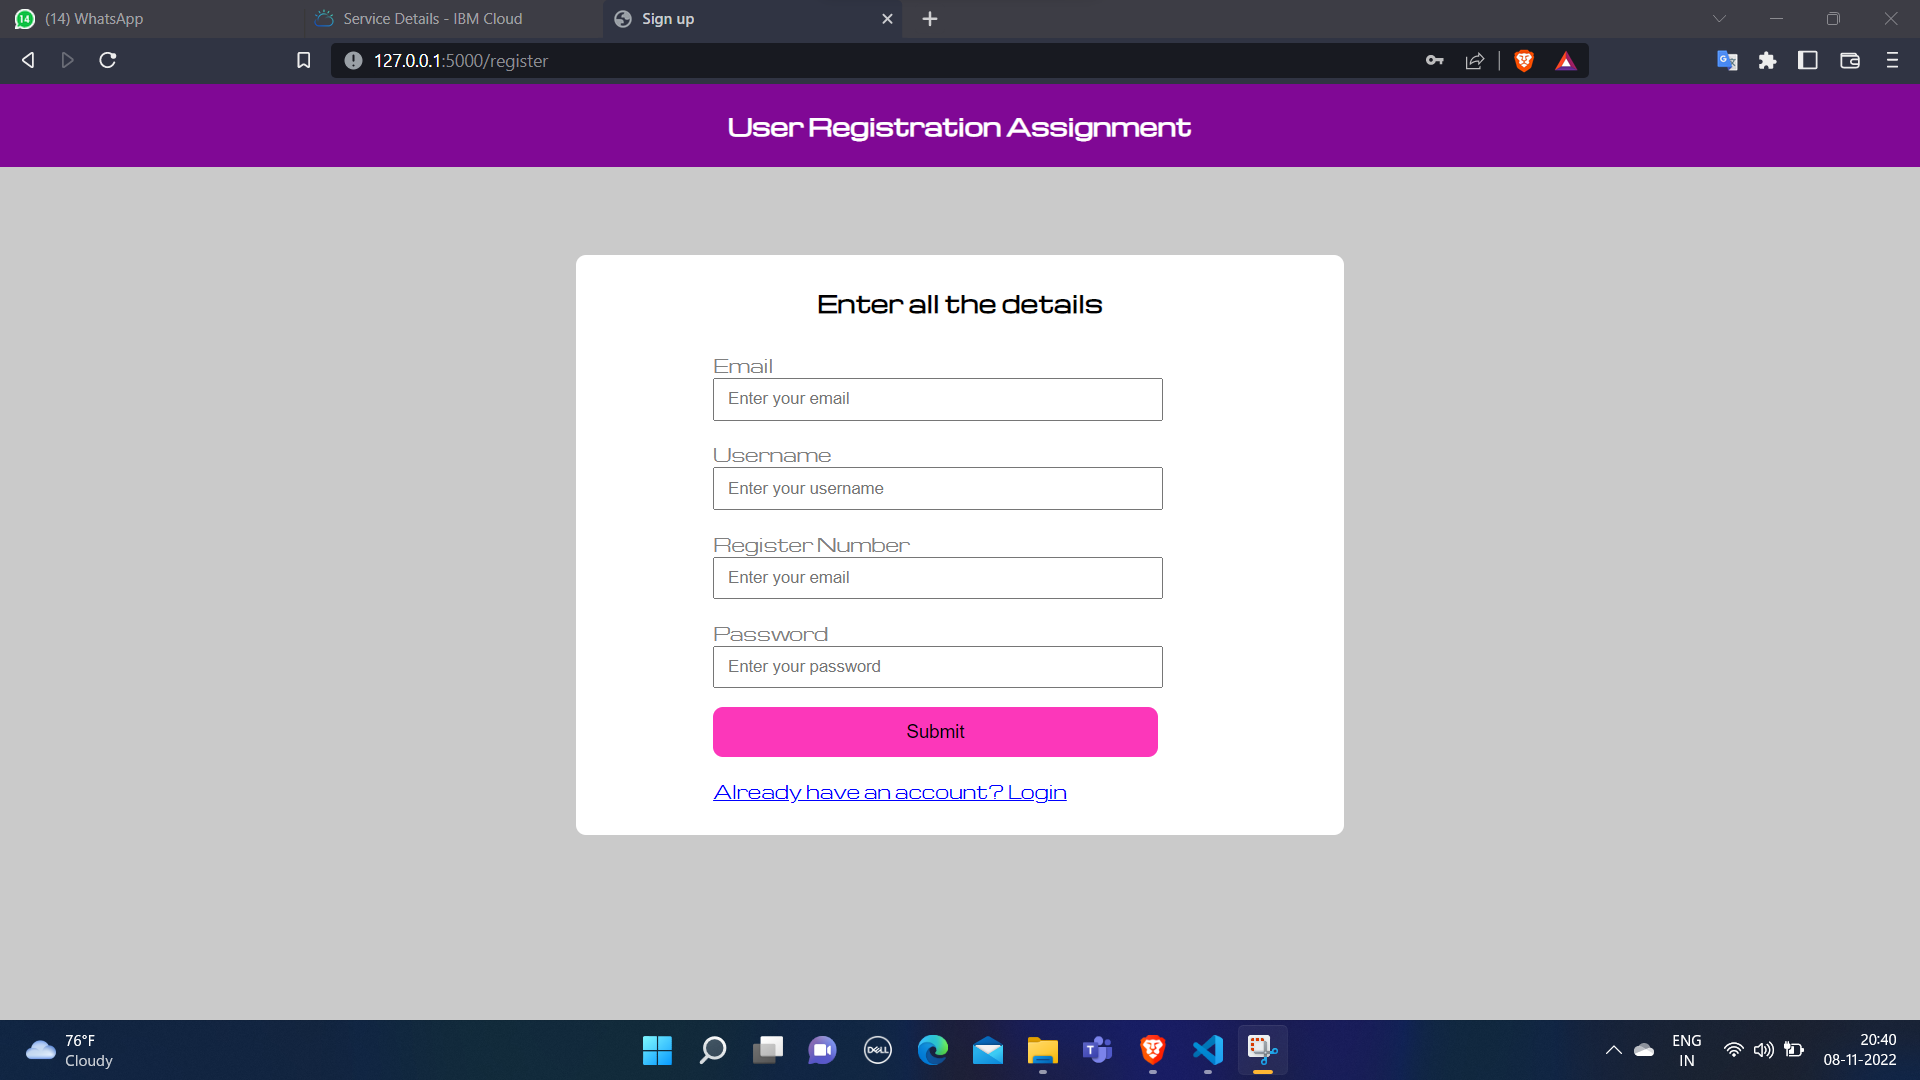 14
(14) WhatsApp
Service Details - IBM Cloud
Sign up
127.0.0.1:5000/register
User Registration Assignment
Enter all the details
Email
Enter your email
Username
Enter your username
Register Number
Enter your email
Password
Enter your password
Submit
Already have an account? Login
76°F
Cloudy
DELL
ENG
IN
20:40
08-11-2022